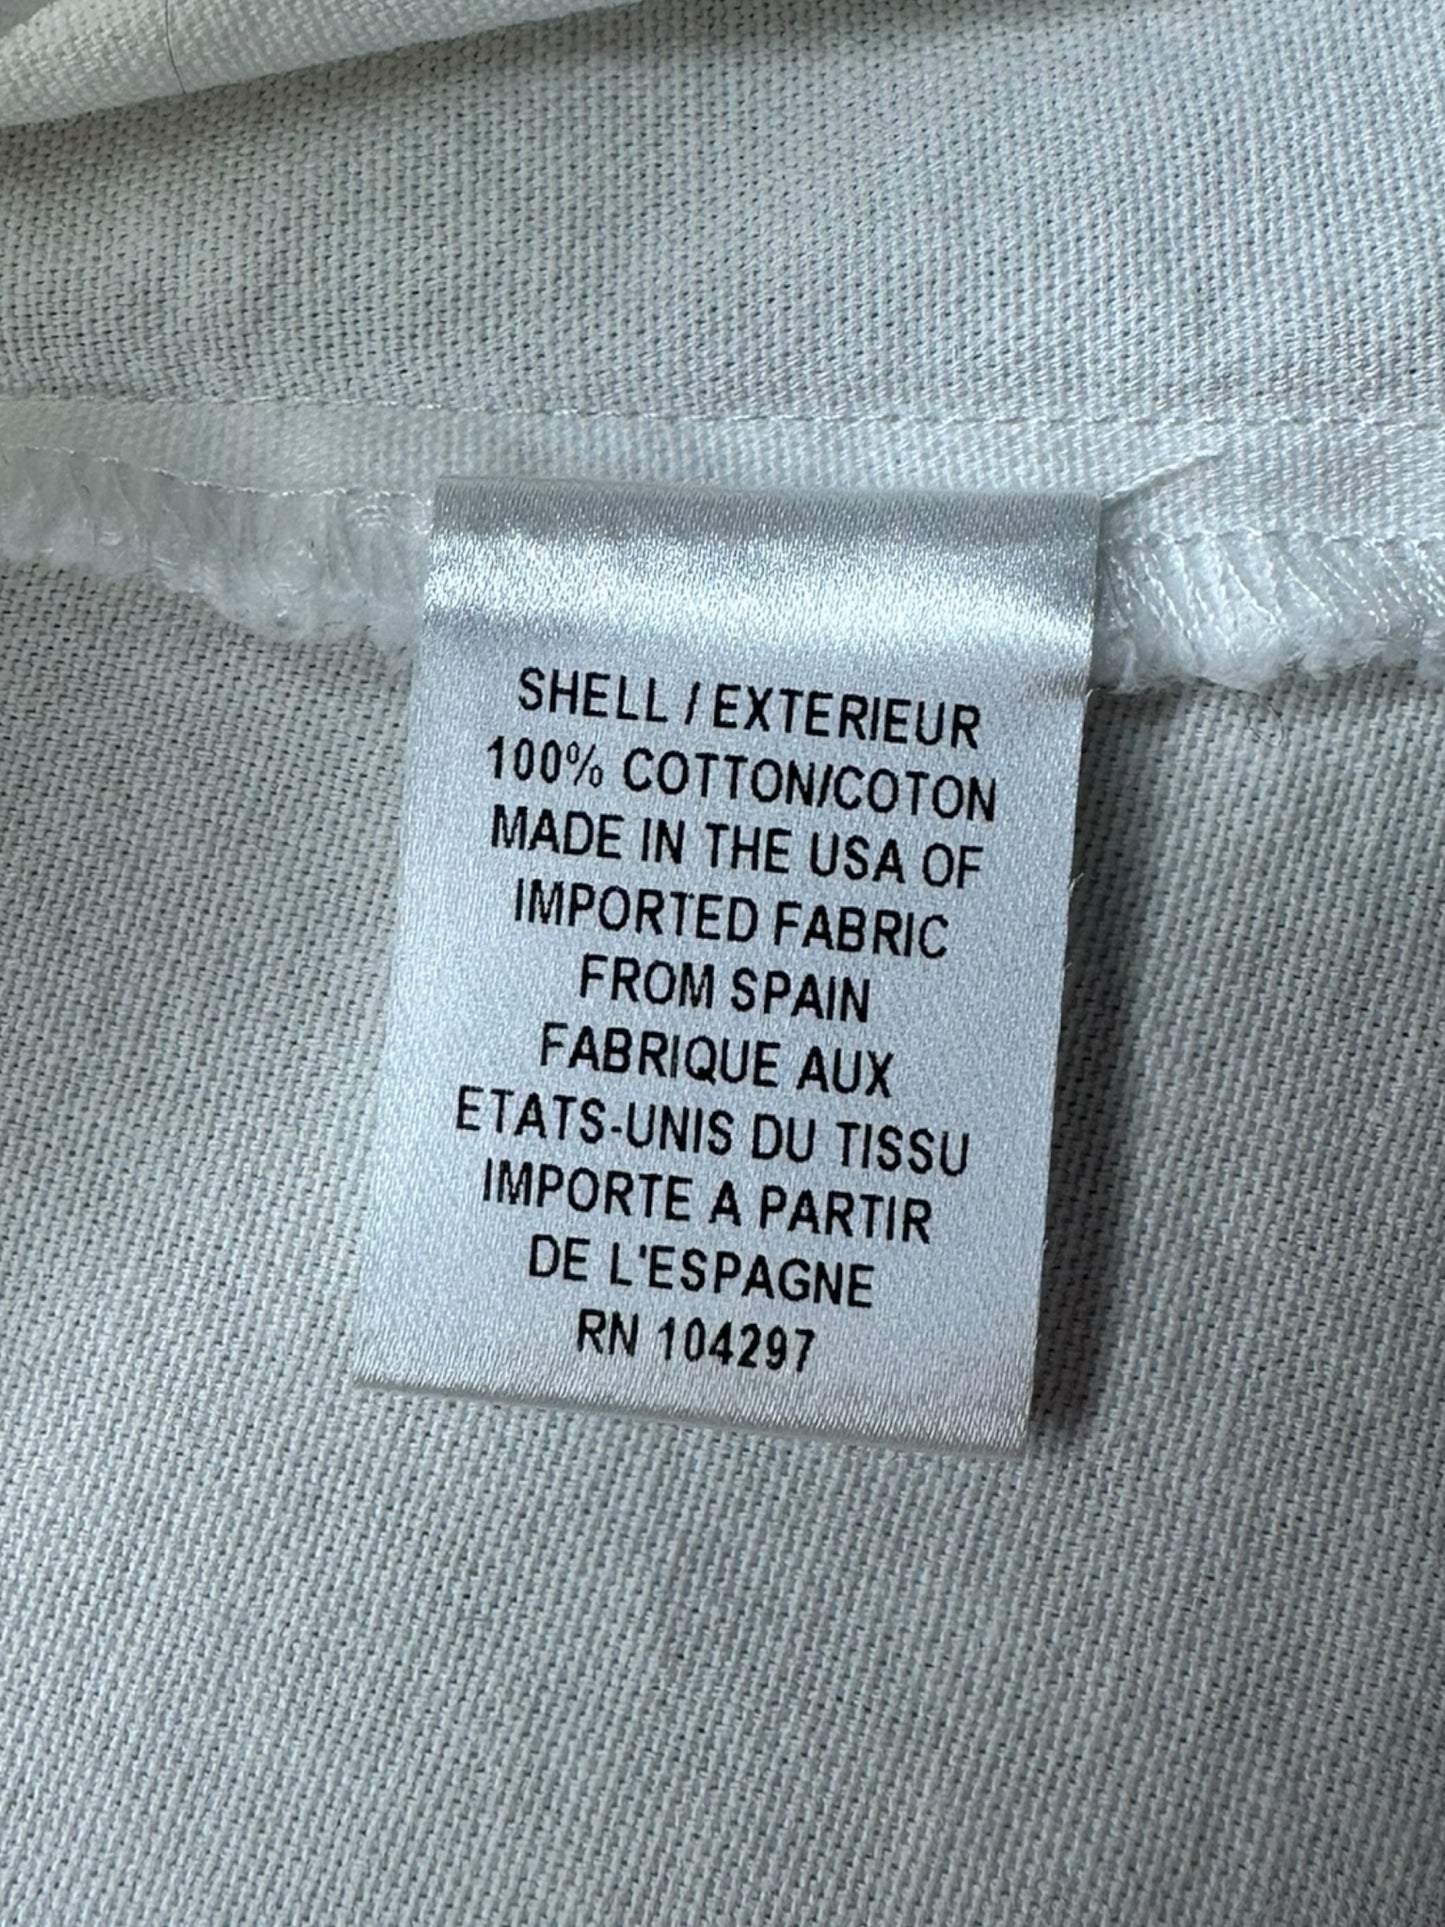 SHELL / EXTERIEUR
100% COTTON/COTON
MADE IN THE USA OF
IMPORTED FABRIC
FROM SPAIN
FABRIQUE AUX
ETATS-UNIS DU TISSU
IMPORTE A PARTIR
DE L'ESPAGNE
RN 104297